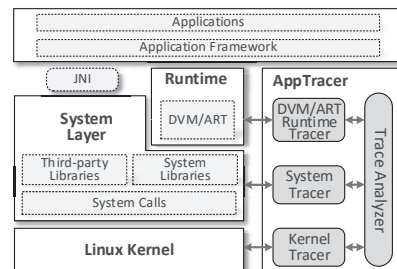 Applications
Application Framework
JNI
Runtime
AppTracer
DVM/ART
DVM/ART
Runtime
Tracer
System
Layer
Third-party
Libraries
System
Libraries
System
Tracer
Trace Analyzer
System Calls
Linux Kernel
Kernel
Tracer